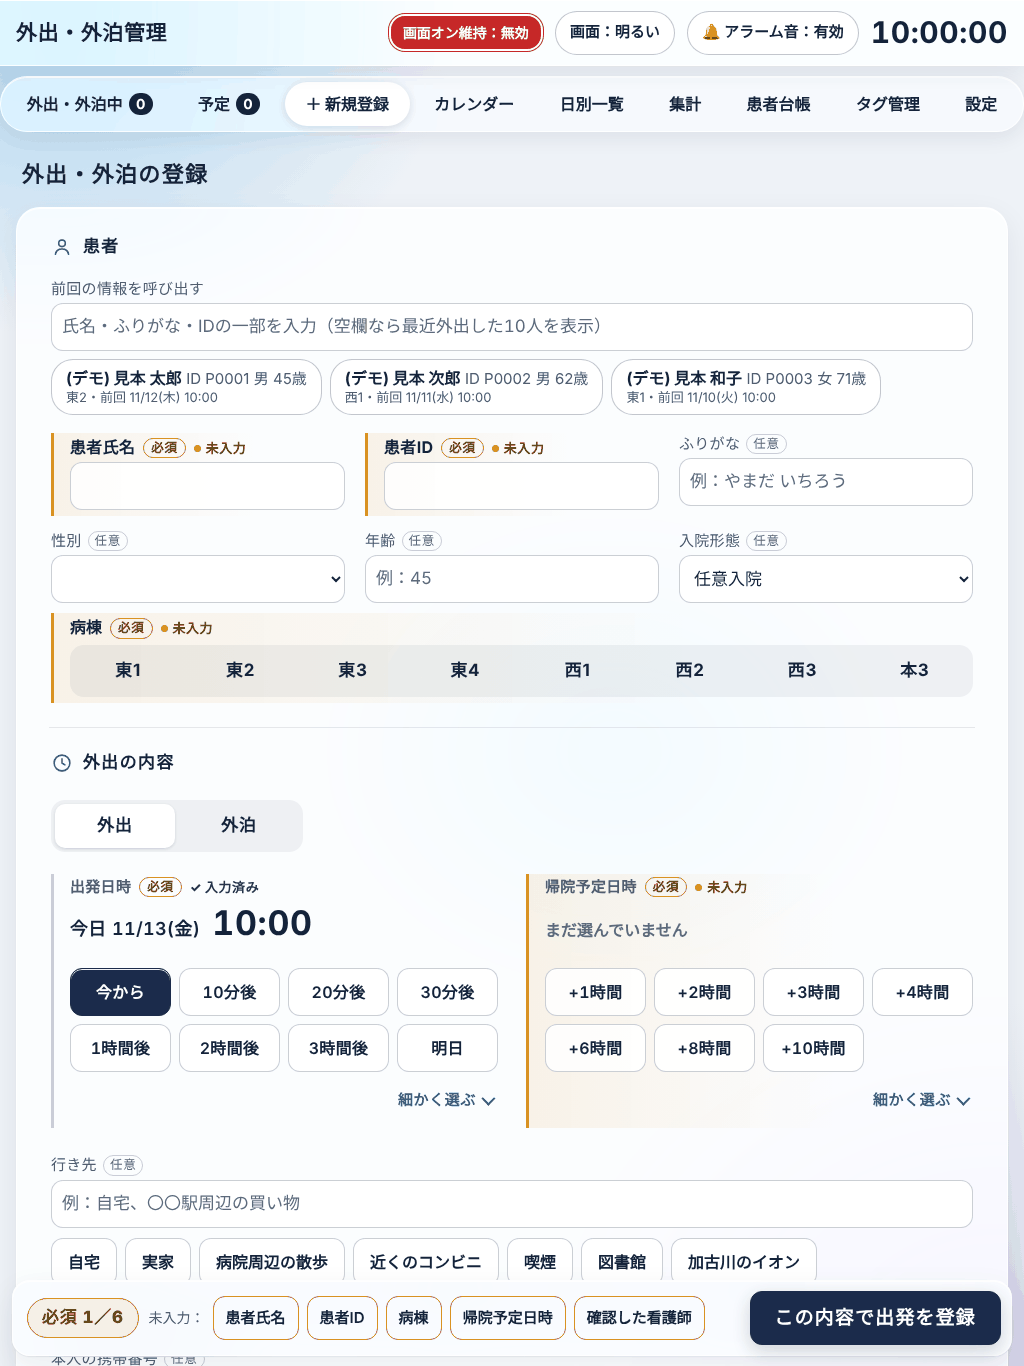 外出・外泊管理 画面オン維持：無効 画面：明るい 🔔 アラーム音：有効 10:00:00
外出・外泊中 0 予定 0 ＋ 新規登録 カレンダー 日別一覧 集計 患者台帳 タグ管理 設定
外出・外泊の登録
患者
前回の情報を呼び出す
氏名・ふりがな・IDの一部を入力（空欄なら最近外出した10人を表示）
(デモ) 見本 太郎 ID P0001 男 45歳 (デモ) 見本 次郎 ID P0002 男 62歳 (デモ) 見本 和子 ID P0003 女 71歳
東2・前回 11/12(木) 10:00 西1・前回 11/11(水) 10:00 東1・前回 11/10(火) 10:00
患者氏名 必須 ● 未入力 患者ID 必須 ● 未入力 ふりがな 任意
例：やまだ いちろう
性別 任意 年齢 任意 入院形態 任意
例：45 任意入院
病棟 必須 ● 未入力
東1 東2 東3 東4 西1 西2 西3 本3
外出の内容
外出 外泊
出発日時 必須 ✓ 入力済み 帰院予定日時 必須 ● 未入力
今日 11/13(金) 10:00 まだ選んでいません
今から 10分後 20分後 30分後 +1時間 +2時間 +3時間 +4時間
1時間後 2時間後 3時間後 明日 +6時間 +8時間 +10時間
細かく選ぶ 細かく選ぶ
行き先 任意
例：自宅、〇〇駅周辺の買い物
自宅 実家 病院周辺の散歩 近くのコンビニ 喫煙 図書館 加古川のイオン
必須 1／6 未入力： 患者氏名 患者ID 病棟 帰院予定日時 確認した看護師 この内容で出発を登録
本人の携帯番号 任意